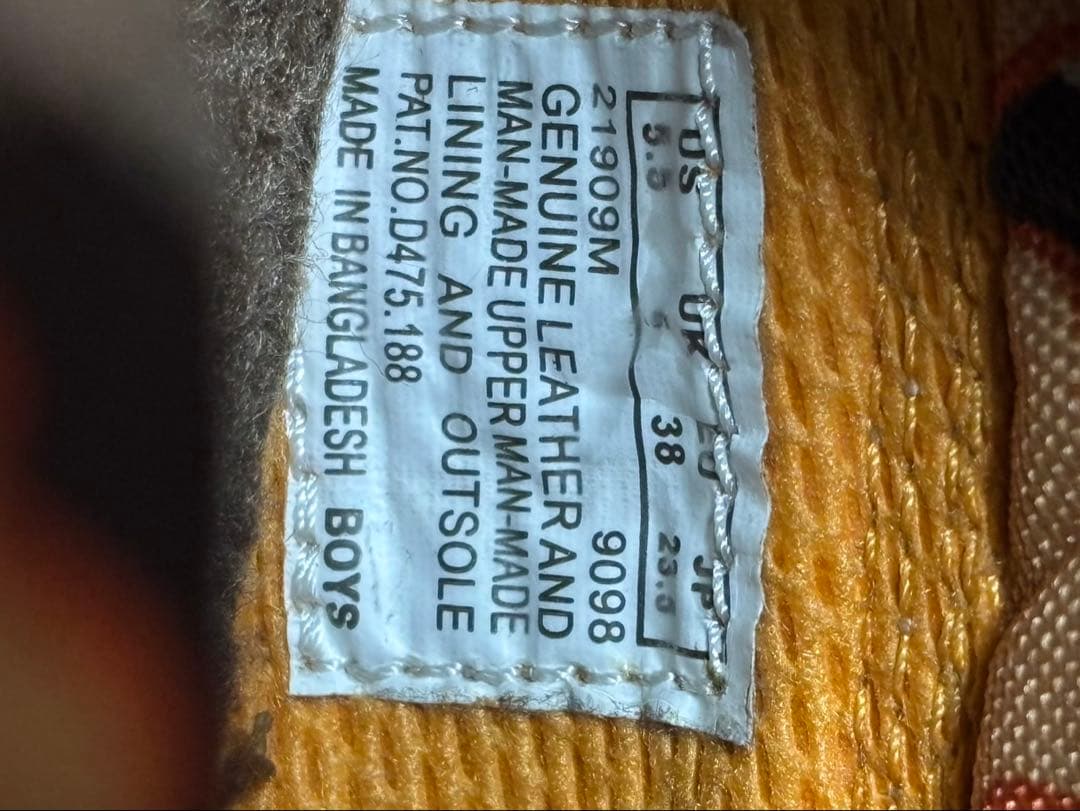 US UK EU JP
5.5 5 38 23.5
21909M 9098
GENUINE LEATHER AND
MAN-MADE UPPER MAN-MADE
LINING AND OUTSOLE
PAT.NO.D475.188
MADE IN BANGLADESH BOYS